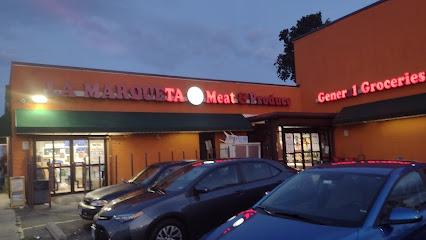 LA MARQUETA Meat & Produce
Gener 1 Groceries